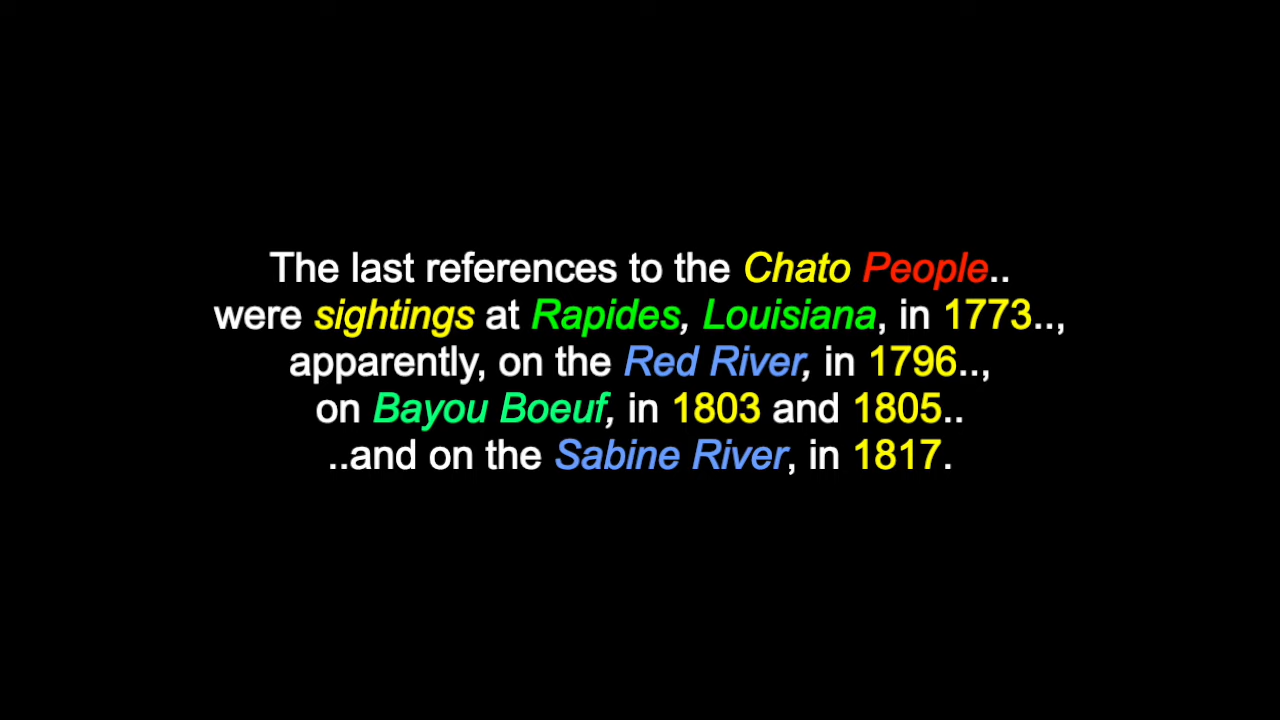 The last references to the Chato People..
were sightings at Rapides, Louisiana, in 1773..,
apparently, on the Red River, in 1796..,
on Bayou Boeuf, in 1803 and 1805..
..and on the Sabine River, in 1817.